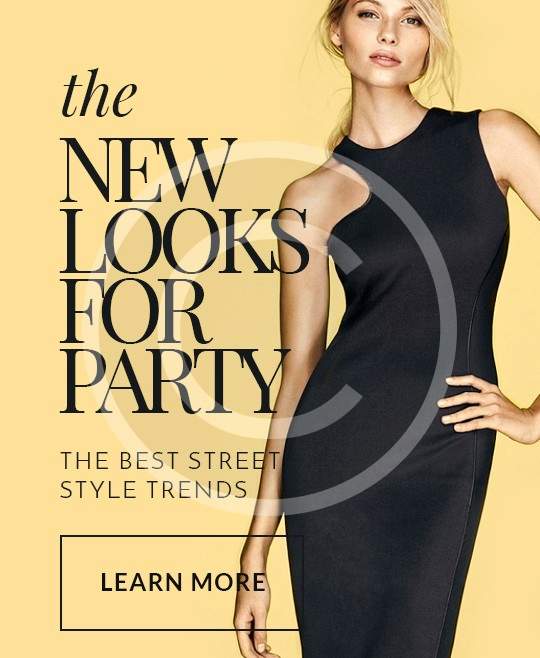 the
NEW
LOOKS
FOR
PARTY
THE BEST STREET
STYLE TRENDS
LEARN MORE